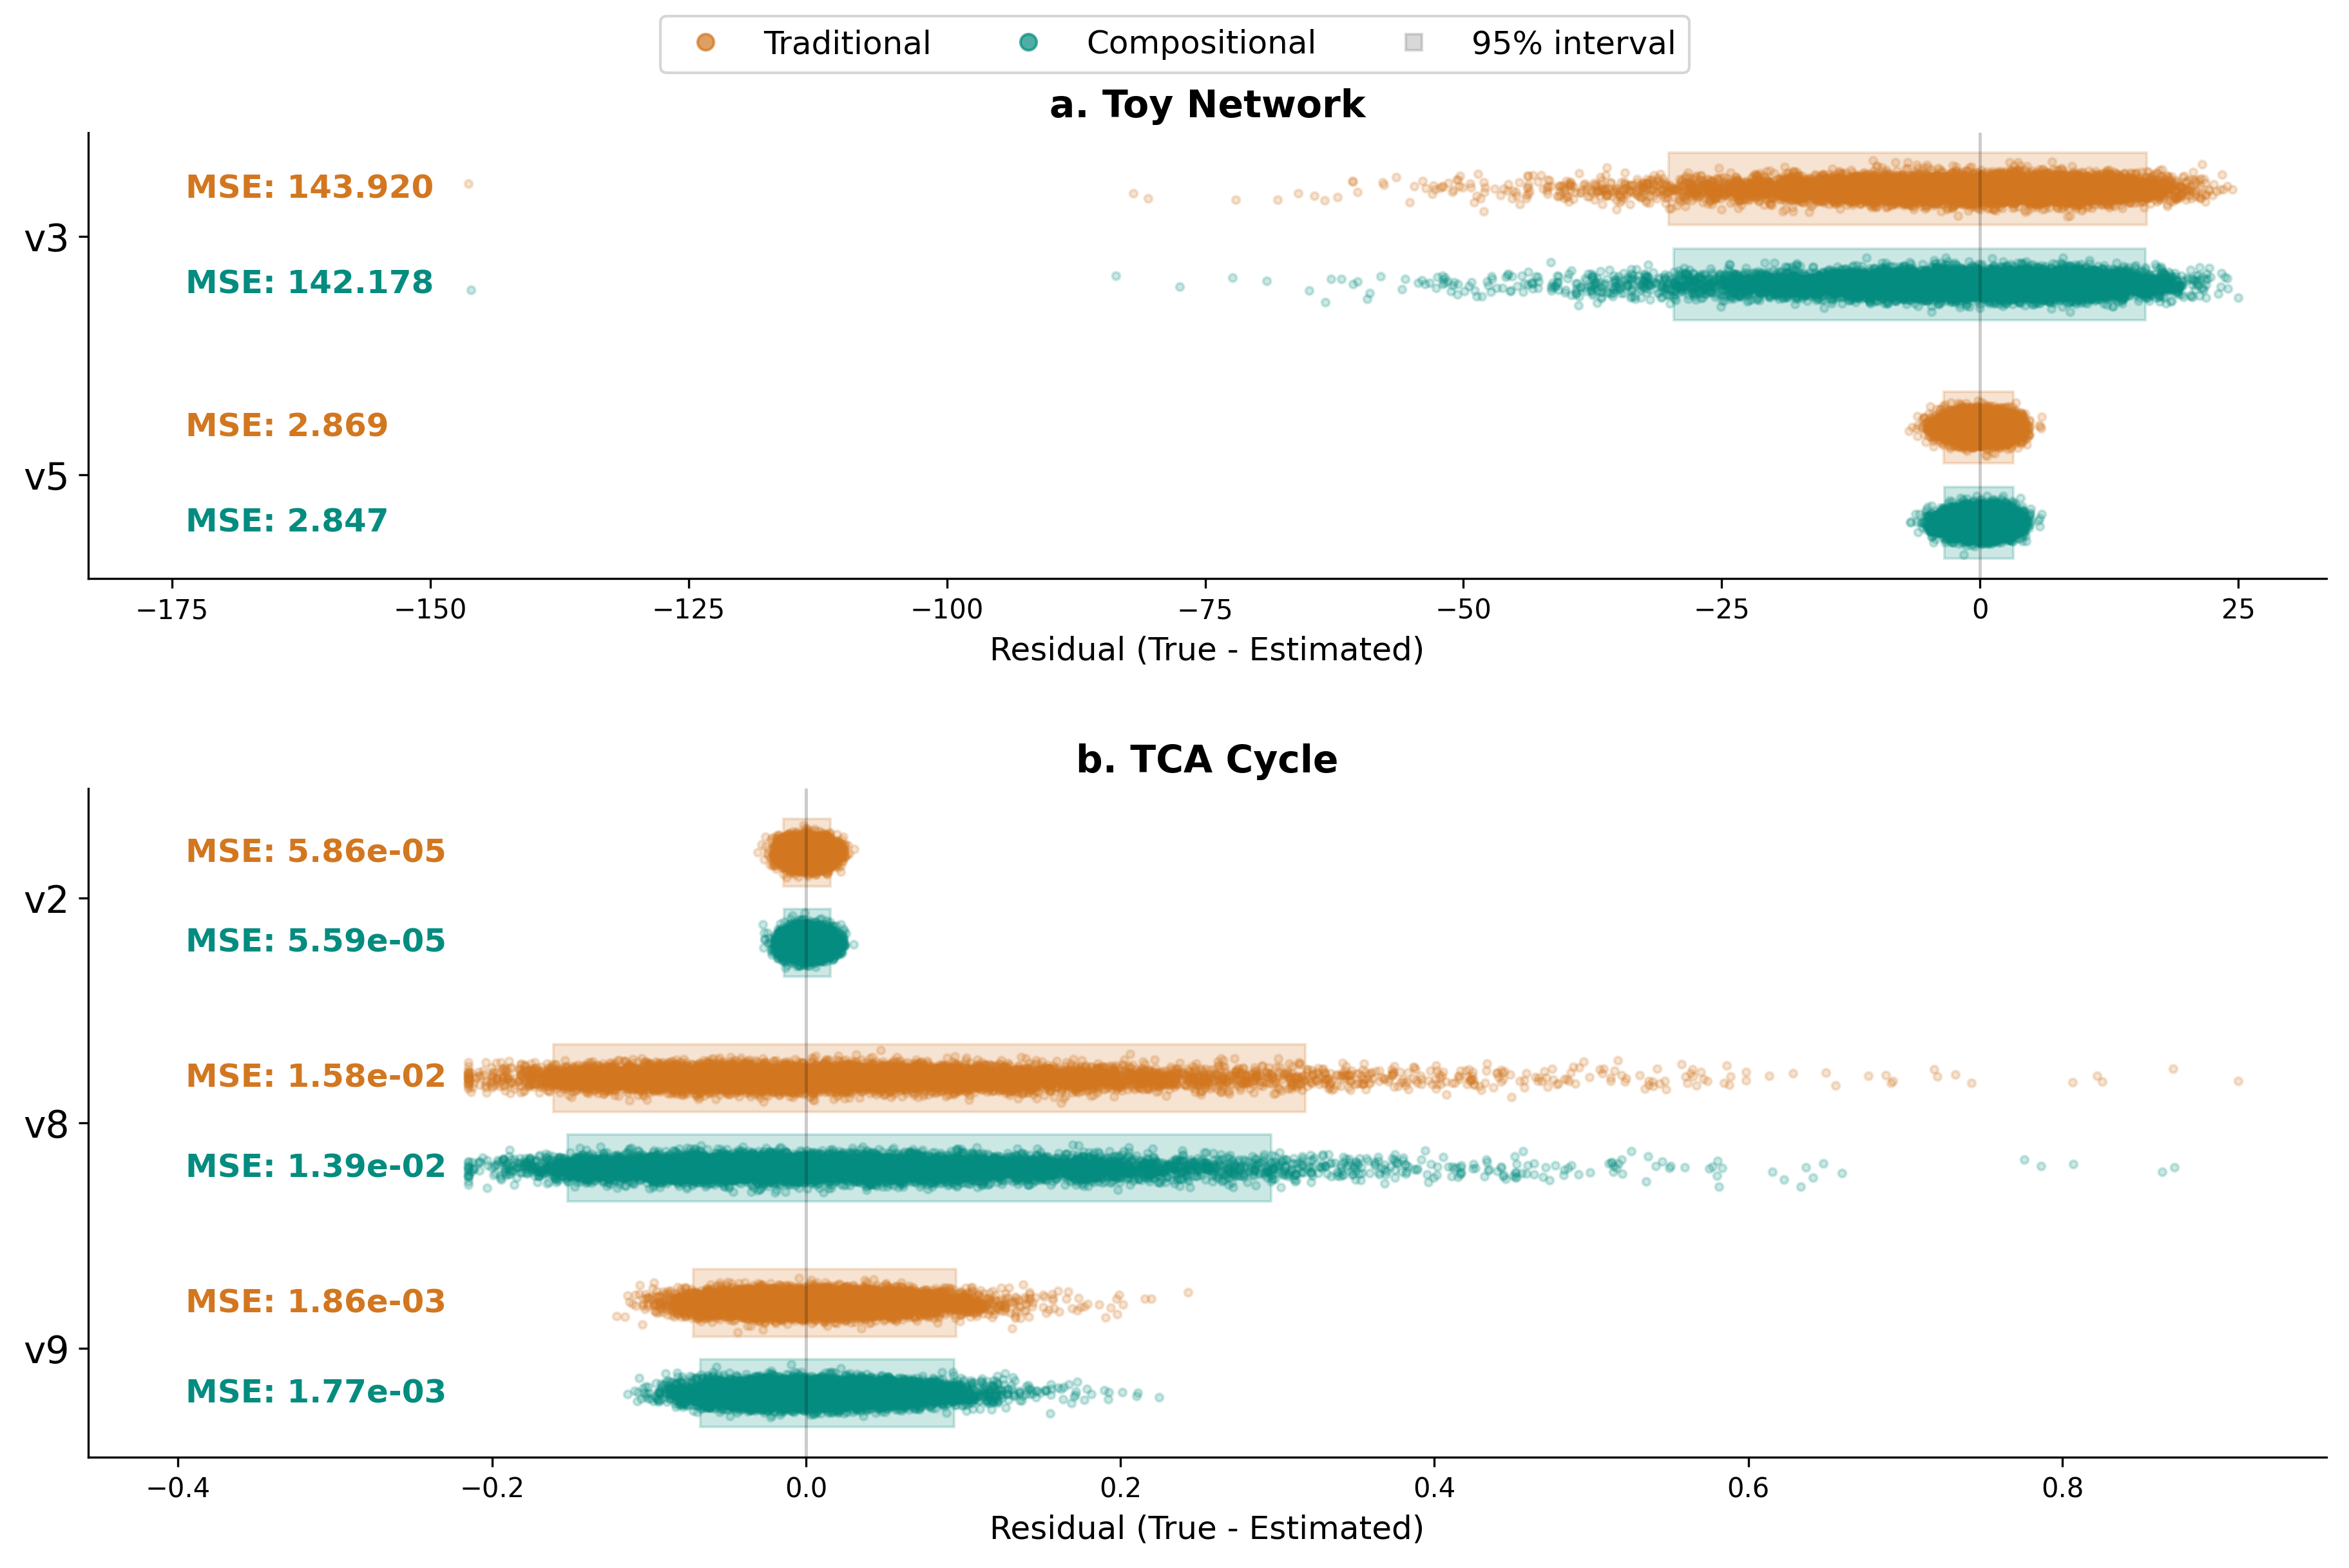 Traditional Compositional 95% interval
a. Toy Network
MSE: 143.920
v3
MSE: 142.178
MSE: 2.869
v5
MSE: 2.847
−175 −150 −125 −100 −75 −50 −25 0 25
Residual (True - Estimated)
b. TCA Cycle
MSE: 5.86e-05
v2
MSE: 5.59e-05
MSE: 1.58e-02
v8
MSE: 1.39e-02
MSE: 1.86e-03
v9
MSE: 1.77e-03
−0.4 −0.2 0.0 0.2 0.4 0.6 0.8
Residual (True - Estimated)